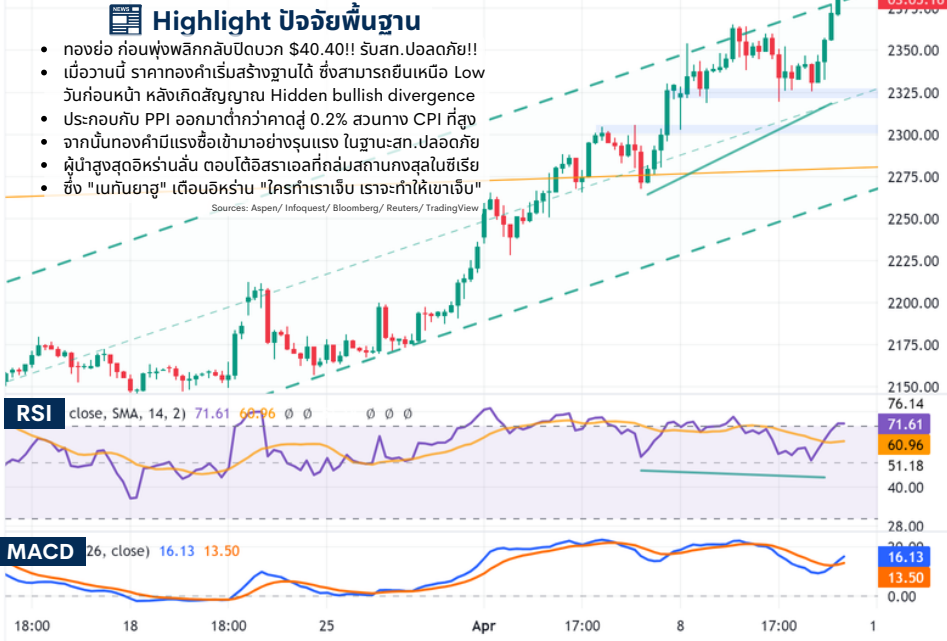 NEWS
Highlight ปัจจัยพื้นฐาน
• ทองย่อ ก่อนพุ่งพลิกกลับปิดบวก $40.40!! รับสท.ปลอดภัย!!
• เมื่อวานนี้ ราคาทองคำเริ่มสร้างฐานได้ ซึ่งสามารถยืนเหนือ Low
วันก่อนหน้า หลังเกิดสัญญาณ Hidden bullish divergence
• ประกอบกับ PPI ออกมาต่ำกว่าคาดสู่ 0.2% สวนทาง CPI ที่สูง
• จากนั้นทองคำมีแรงซื้อเข้ามาอย่างรุนแรง ในฐานะสท.ปลอดภัย
• ผู้นำสูงสุดอิหร่านลั่น ตอบโต้อิสราเอลที่ถล่มสถานกงสุลในซีเรีย
• ซึ่ง "เนทันยาฮู" เตือนอิหร่าน "ใครทำเราเจ็บ เราจะทำให้เขาเจ็บ"
Sources: Aspen/ Infoquest/ Bloomberg/ Reuters/ TradingView
2375.00
2350.00
2325.00
2300.00
2275.00
2250.00
2225.00
2200.00
2175.00
2150.00
RSI close, SMA, 14, 2) 71.61 60.96 Ø Ø Ø Ø Ø
76.14
71.61
60.96
51.18
40.00
28.00
MACD 26, close) 16.13 13.50
20.00
16.13
13.50
0.00
18:00 18 18:00 25 Apr 17:00 8 17:00 1